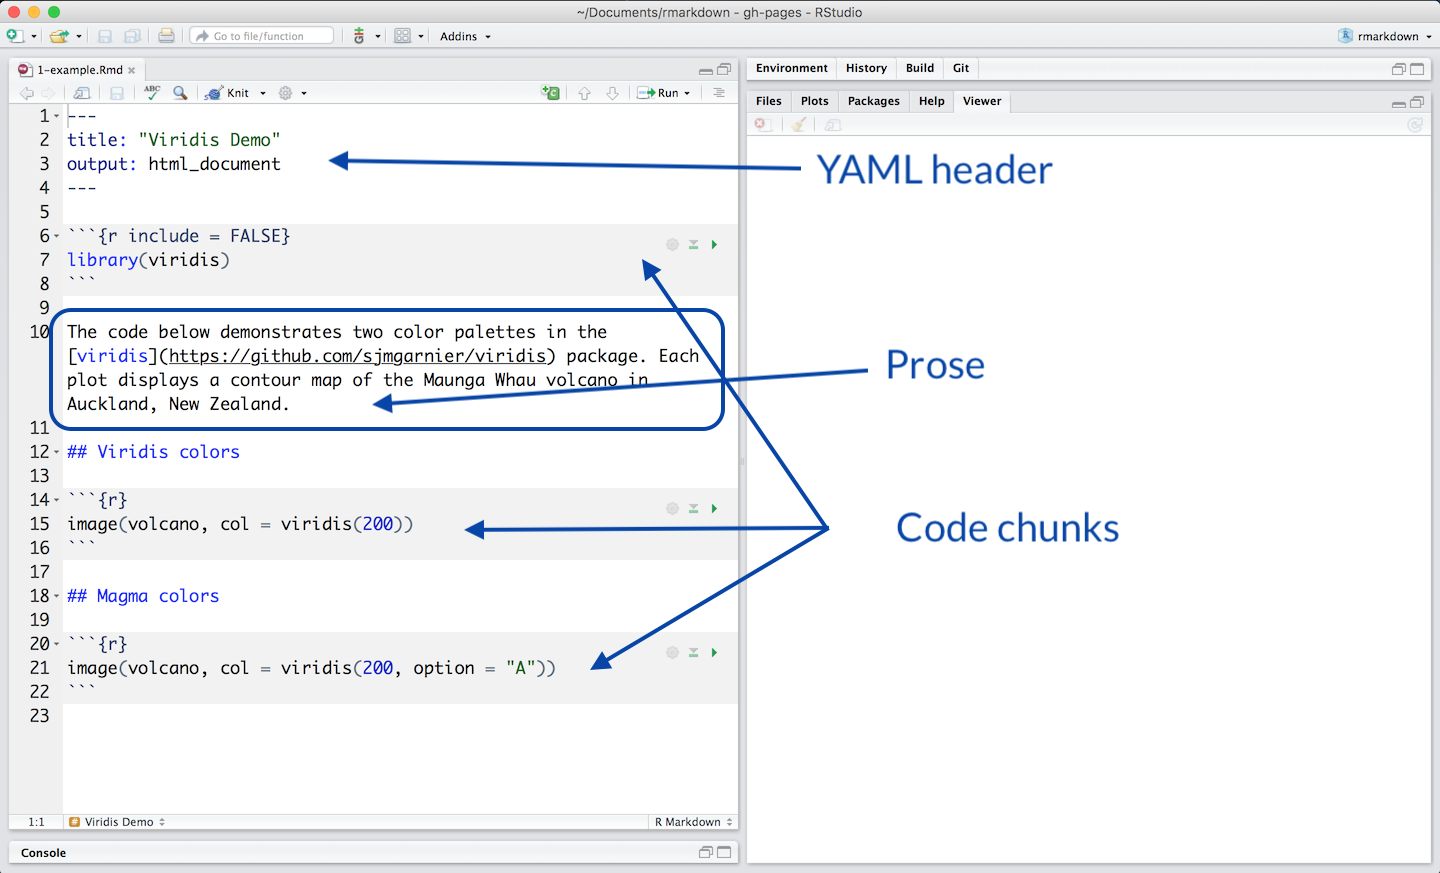 ~/Documents/rmarkdown - gh-pages - RStudio
Go to file/function
Addins
rmarkdown
1-example.Rmd
Environment History Build Git
ABC Knit Run
Files Plots Packages Help Viewer
1 ---
2 title: "Viridis Demo"
3 output: html_document
4 ---
5
6 ```{r include = FALSE}
7 library(viridis)
8 ```
9
10 The code below demonstrates two color palettes in the
[viridis](https://github.com/sjmgarnier/viridis) package. Each
plot displays a contour map of the Maunga Whau volcano in
Auckland, New Zealand.
11
12 ## Viridis colors
13
14 ```{r}
15 image(volcano, col = viridis(200))
16 ```
17
18 ## Magma colors
19
20 ```{r}
21 image(volcano, col = viridis(200, option = "A"))
22 ```
23
YAML header
Prose
Code chunks
1:1 # Viridis Demo R Markdown
Console